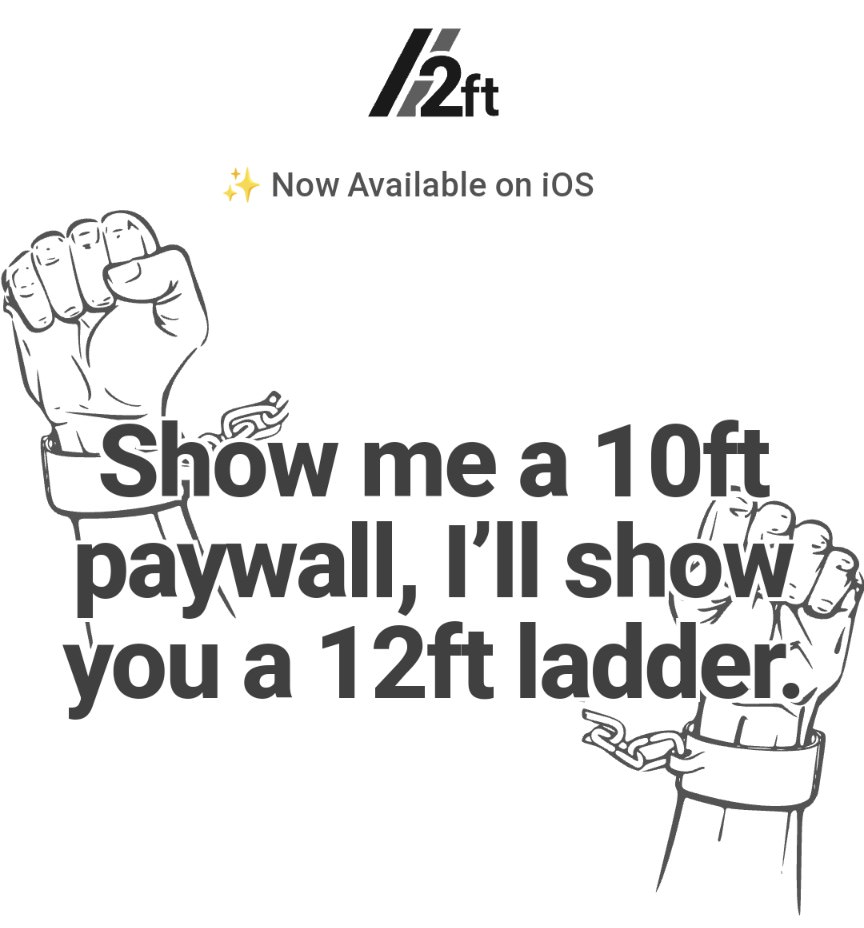 12ft
✨ Now Available on iOS
Show me a 10ft
paywall, I’ll show
you a 12ft ladder.